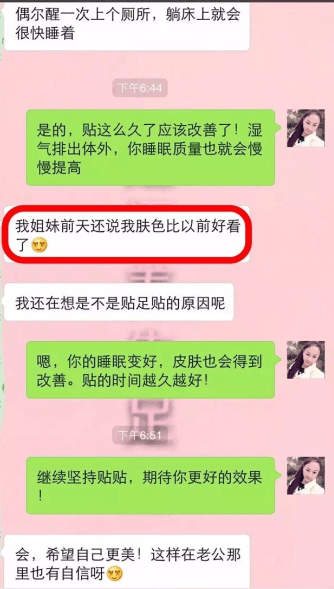 偶尔醒一次上个厕所，躺床上就会
很快睡着
下午6:44
是的，贴这么久了应该改善了！湿
气排出体外，你睡眠质量也就会慢
慢提高
我姐妹前天还说我肤色比以前好看
了
我还在想是不是贴足贴的原因呢
嗯，你的睡眠变好，皮肤也会得到
改善。贴的时间越久越好！
下午6:51
继续坚持贴贴，期待你更好的效果
！
会，希望自己更美！这样在老公那
里也有自信呀